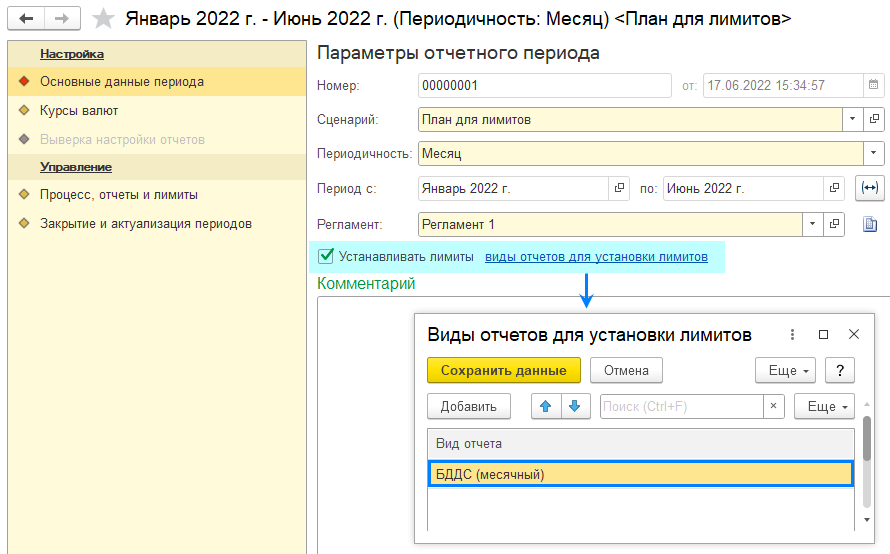 Январь 2022 г. - Июнь 2022 г. (Периодичность: Месяц) <План для лимитов>
Настройка
Основные данные периода
Курсы валют
Выверка настройки отчетов
Управление
Процесс, отчеты и лимиты
Закрытие и актуализация периодов
Параметры отчетного периода
Номер: 00000001 от: 17.06.2022 15:34:57
Сценарий: План для лимитов
Периодичность: Месяц
Период с: Январь 2022 г. по: Июнь 2022 г.
Регламент: Регламент 1
Устанавливать лимиты виды отчетов для установки лимитов
Комментарий
Виды отчетов для установки лимитов
Сохранить данные Отмена Еще ?
Добавить Поиск (Ctrl+F) × Еще
Вид отчета
БДДС (месячный)